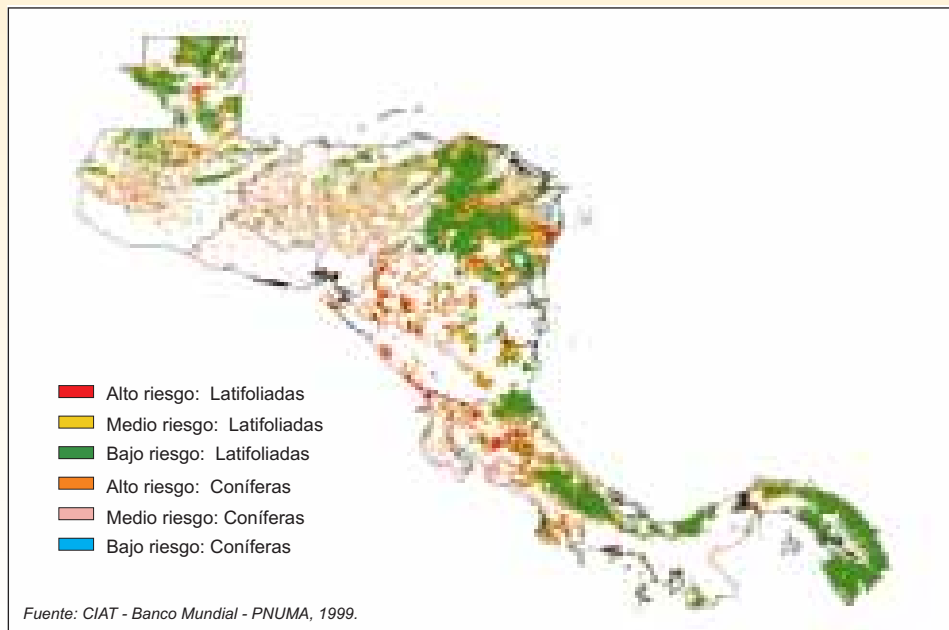 Alto riesgo: Latifoliadas
Medio riesgo: Latifoliadas
Bajo riesgo: Latifoliadas
Alto riesgo: Coníferas
Medio riesgo: Coníferas
Bajo riesgo: Coníferas
Fuente: CIAT - Banco Mundial - PNUMA, 1999.